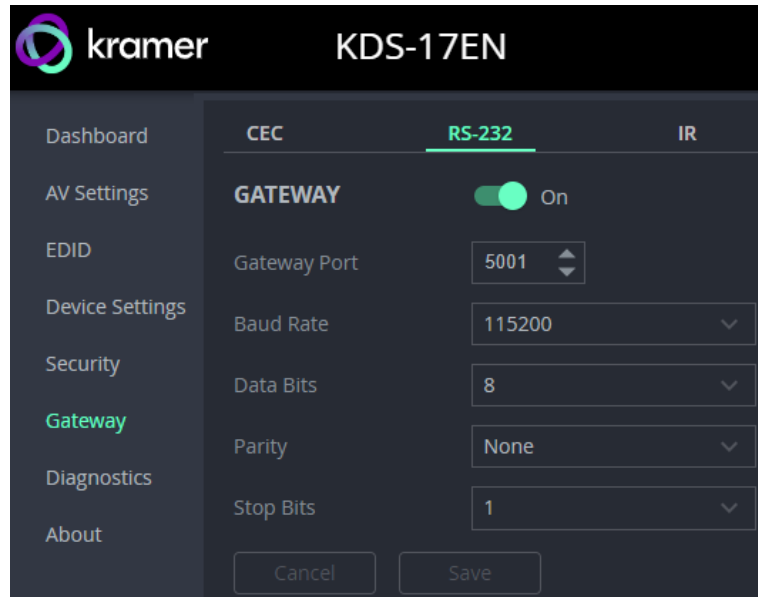 kramer KDS-17EN
Dashboard
AV Settings
EDID
Device Settings
Security
Gateway
Diagnostics
About
CEC RS-232 IR
GATEWAY On
Gateway Port 5001
Baud Rate 115200
Data Bits 8
Parity None
Stop Bits 1
Cancel Save